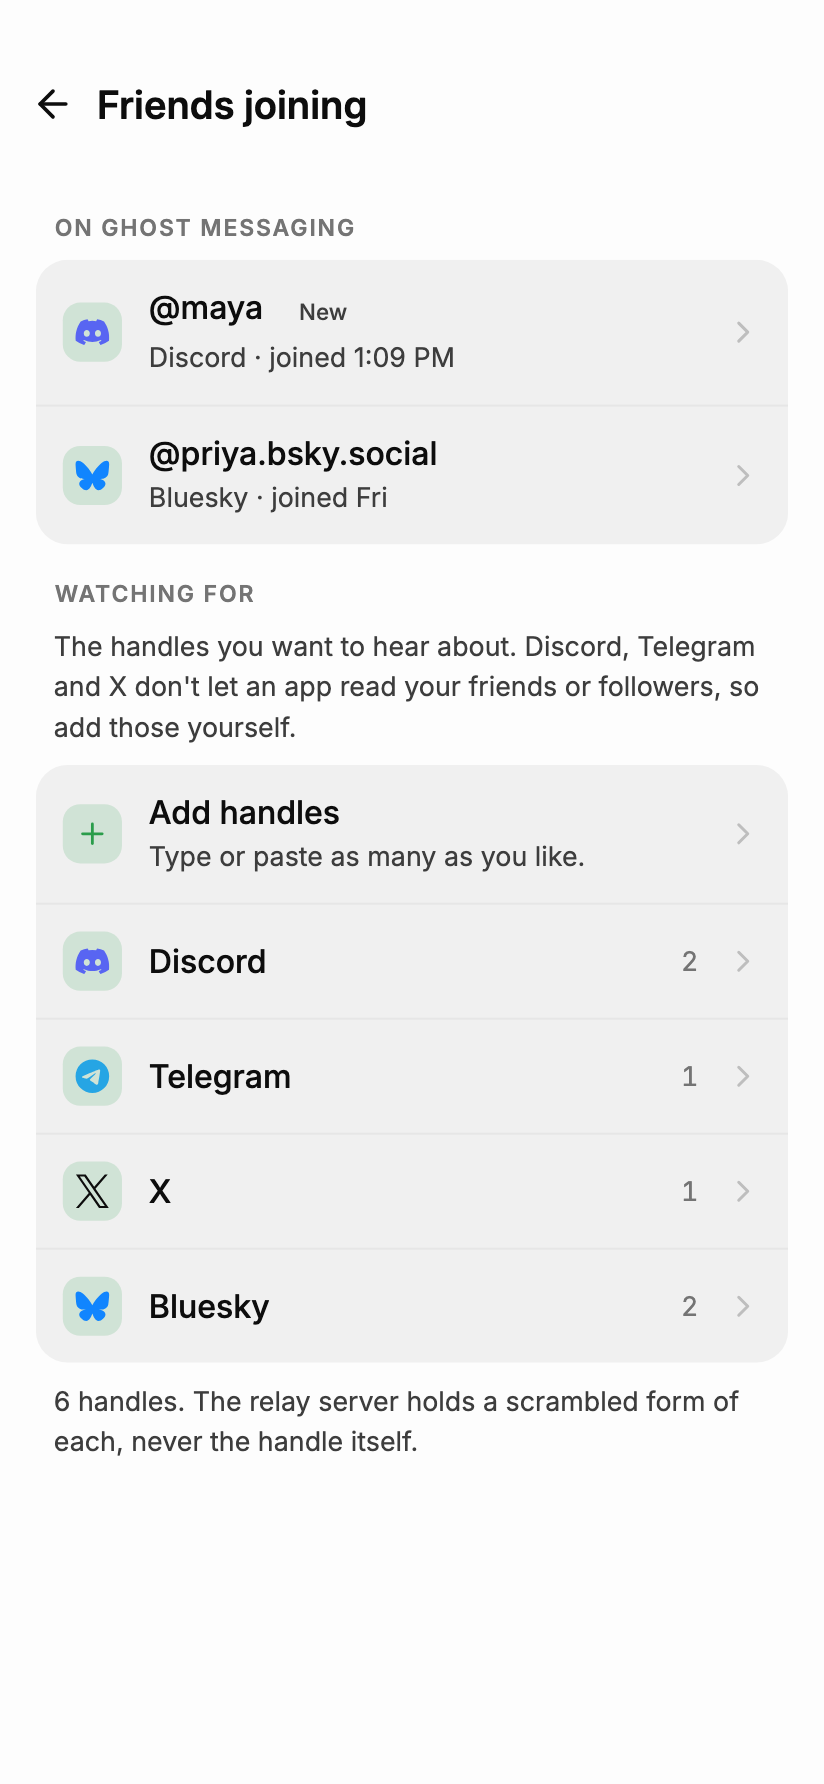 Friends joining
ON GHOST MESSAGING
@maya New
Discord · joined 1:09 PM
@priya.bsky.social
Bluesky · joined Fri
WATCHING FOR
The handles you want to hear about. Discord, Telegram
and X don't let an app read your friends or followers, so
add those yourself.
Add handles
Type or paste as many as you like.
Discord 2
Telegram 1
X 1
Bluesky 2
6 handles. The relay server holds a scrambled form of
each, never the handle itself.